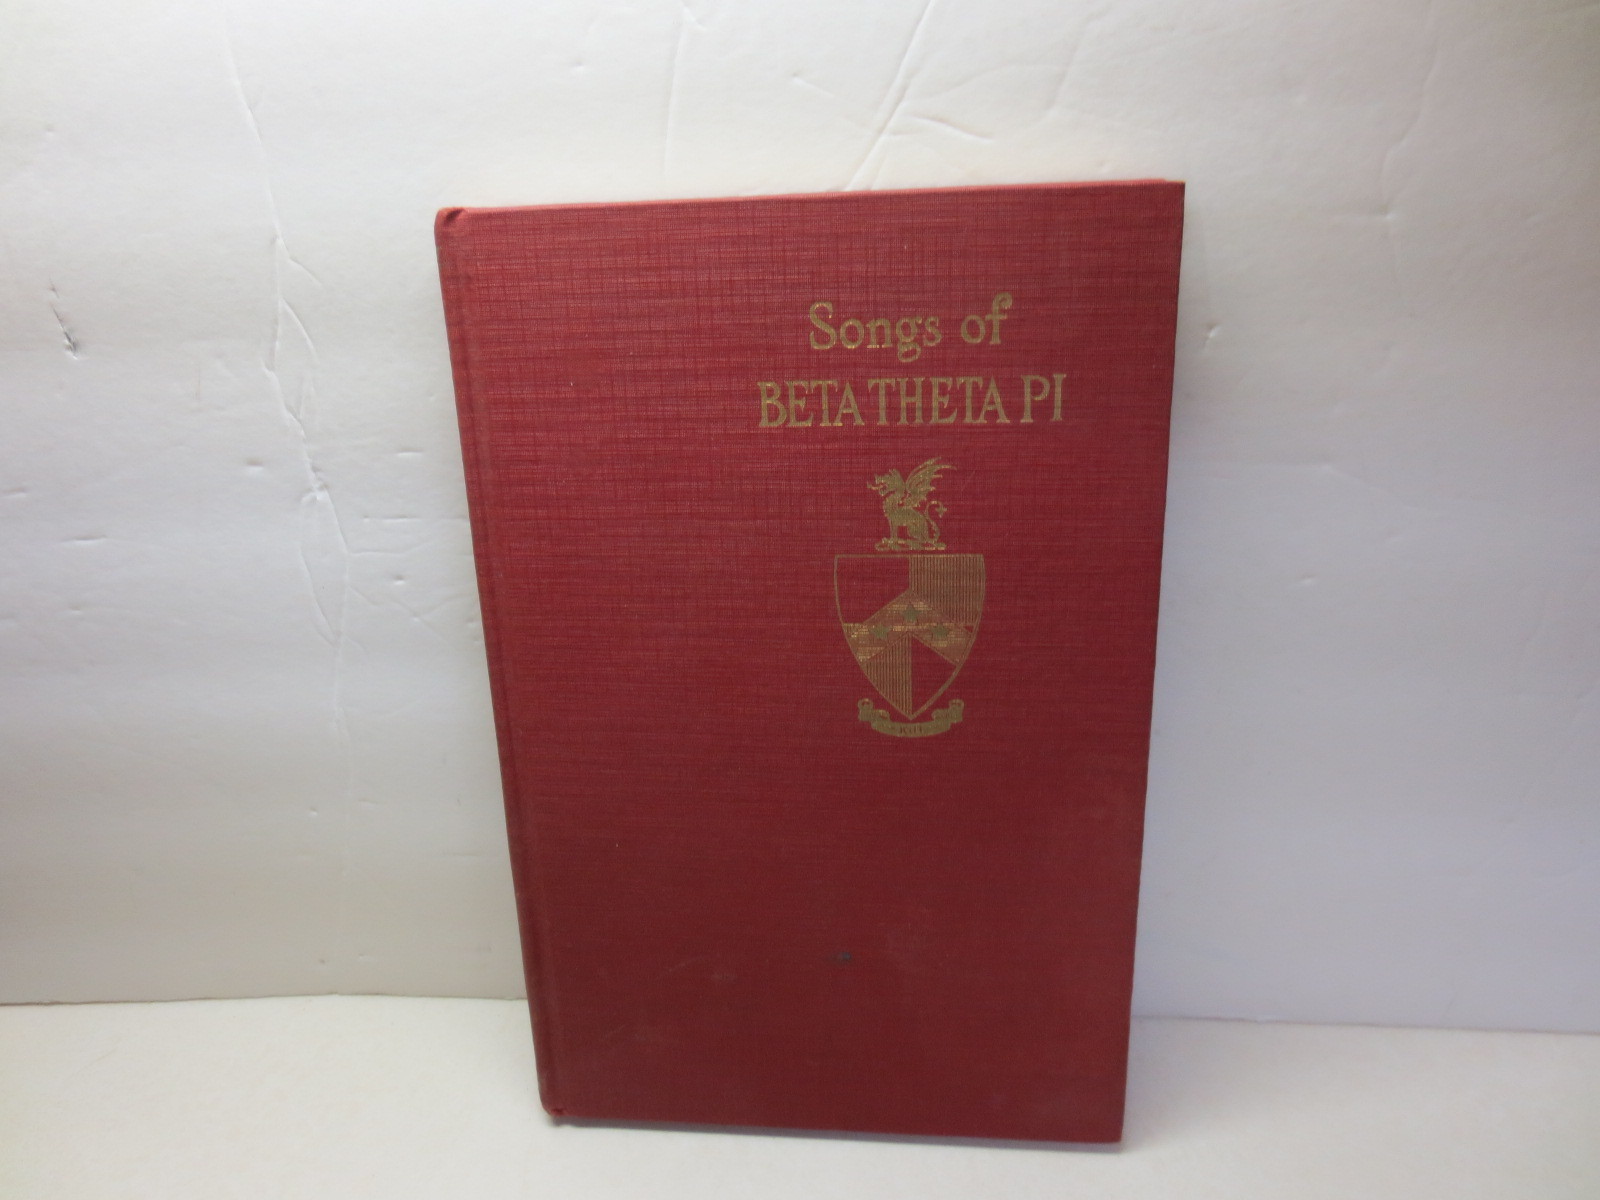 Songs of
BETA THETA PI